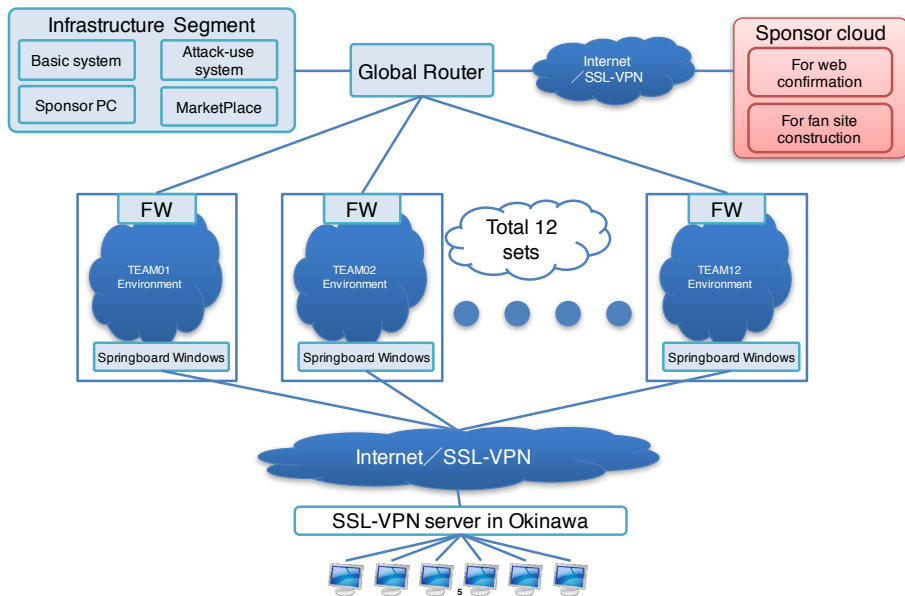 Infrastructure Segment
Basic system
Attack-use
system
Sponsor PC
MarketPlace
Global Router
Internet
／SSL-VPN
Sponsor cloud
For web
confirmation
For fan site
construction
FW
TEAM01
Environment
Springboard Windows
FW
TEAM02
Environment
Springboard Windows
Total 12
sets
FW
TEAM12
Environment
Springboard Windows
Internet／SSL-VPN
SSL-VPN server in Okinawa
5